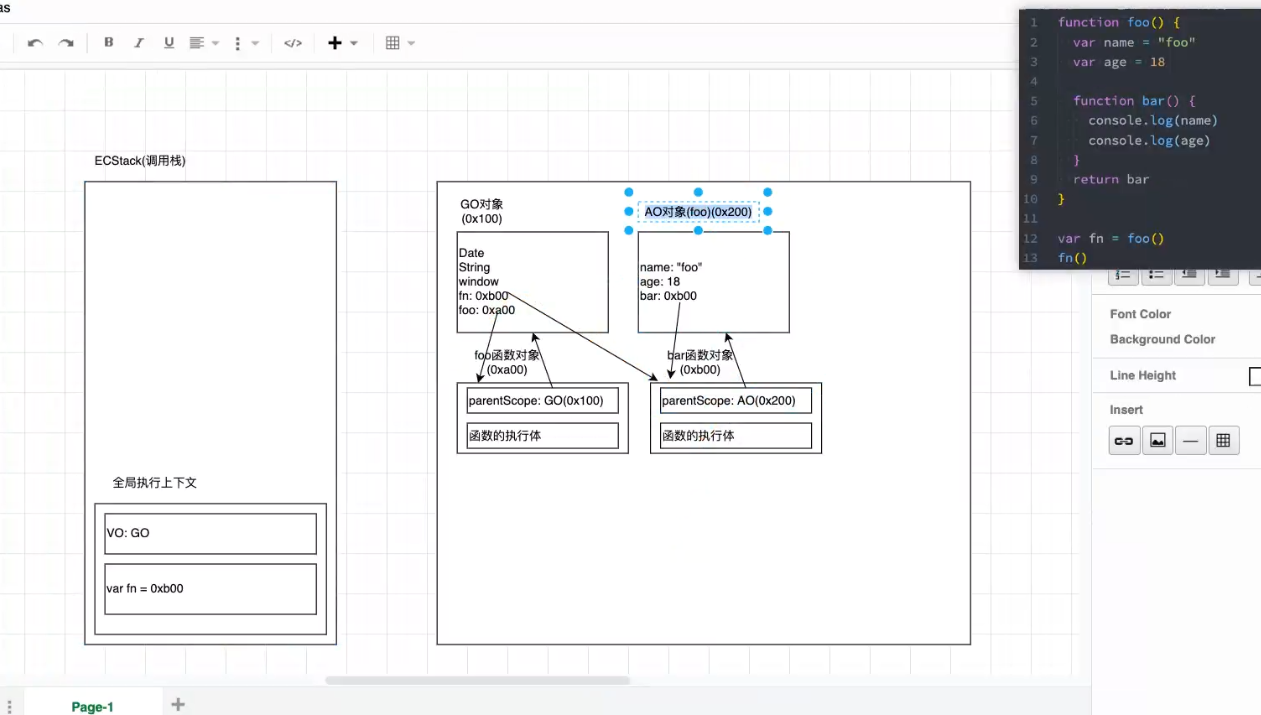 as
B I U </>
ECStack(调用栈)
全局执行上下文
VO: GO
var fn = 0xb00
GO对象
(0x100)
Date
String
window
fn: 0xb00
foo: 0xa00
AO对象(foo)(0x200)
name: "foo"
age: 18
bar: 0xb00
foo函数对象
(0xa00)
parentScope: GO(0x100)
函数的执行体
bar函数对象
(0xb00)
parentScope: AO(0x200)
函数的执行体
1 function foo() {
2 var name = "foo"
3 var age = 18
4
5 function bar() {
6 console.log(name)
7 console.log(age)
8 }
9 return bar
10 }
11
12 var fn = foo()
13 fn()
Font Color
Background Color
Line Height
Insert
Page-1